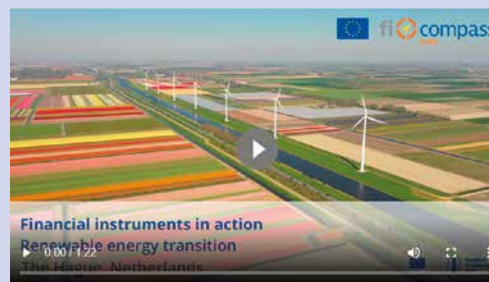 fi compass
Financial instruments in action
Renewable energy transition
0:00 / 1:22
The Hague, Netherlands